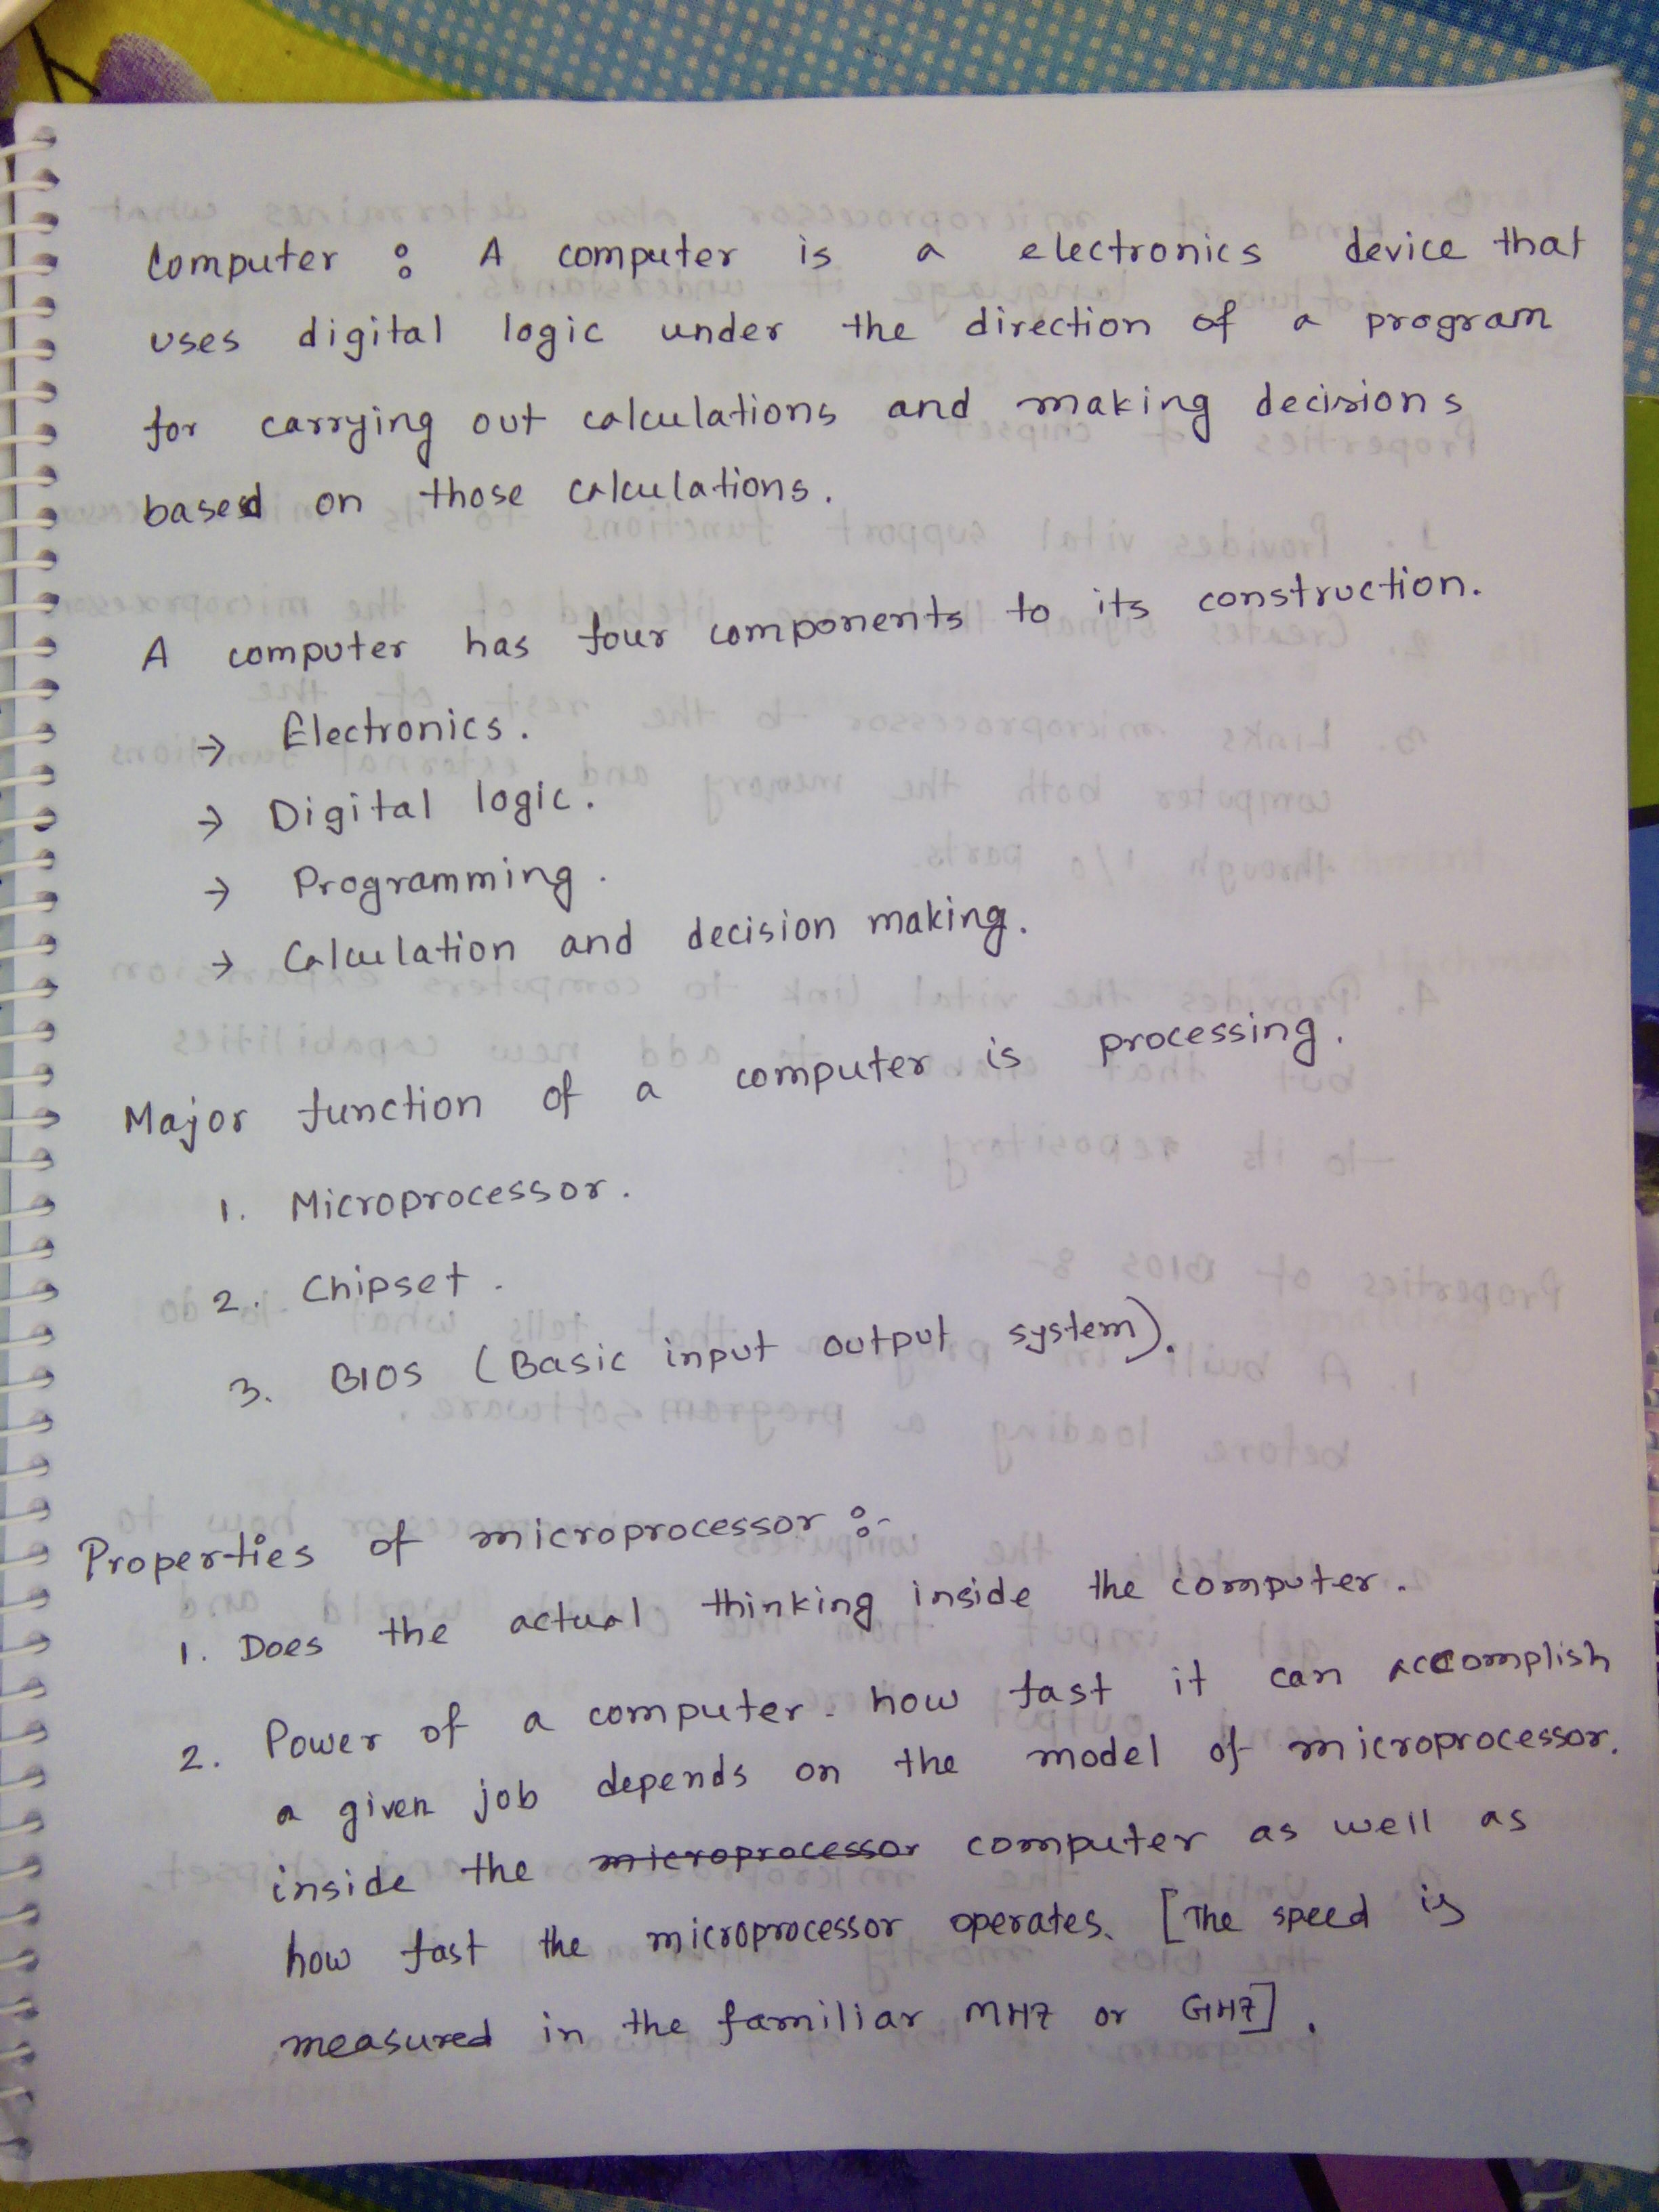 Computer : A computer is a electronics device that
uses digital logic under the direction of a program
for carrying out calculations and making decisions
based on those calculations.
A computer has four components to its construction.
→ Electronics.
→ Digital logic.
→ Programming.
→ Calculation and decision making.
Major function of a computer is processing.
1. Microprocessor.
2. Chipset.
3. BIOS (Basic input output system).
Properties of microprocessor :-
1. Does the actual thinking inside the computer.
2. Power of a computer. how fast it can accomplish
a given job depends on the model of microprocessor.
inside the microprocessor computer as well as
how fast the microprocessor operates. [The speed is
measured in the familiar MHZ or GHZ].